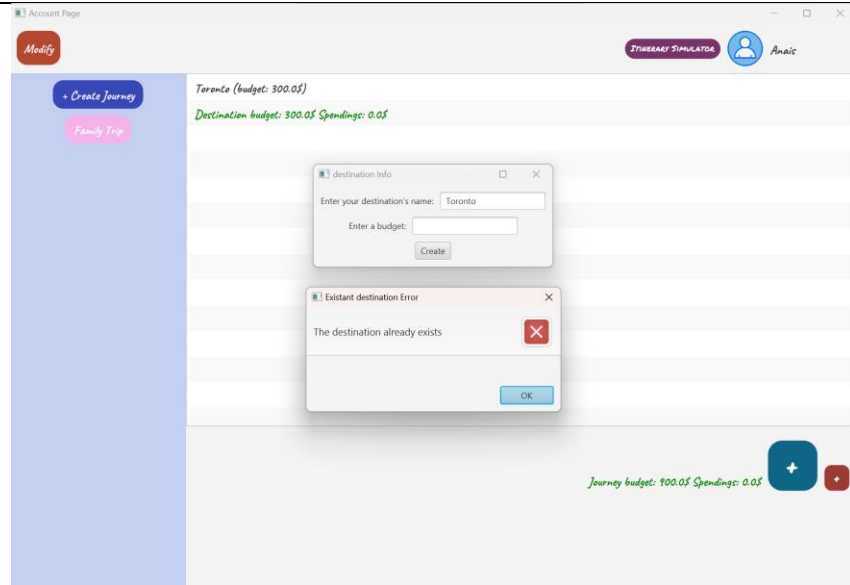 Account Page
Modify
Itinerary Simulator
Anais
+ Create Journey
Family Trip
Toronto (budget: 300.0$)
Destination budget: 300.0$ Spendings: 0.0$
destination Info
Enter your destination's name: Toronto
Enter a budget:
Create
Existant destination Error
The destination already exists
OK
+
Journey budget: 900.0$ Spendings: 0.0$
+